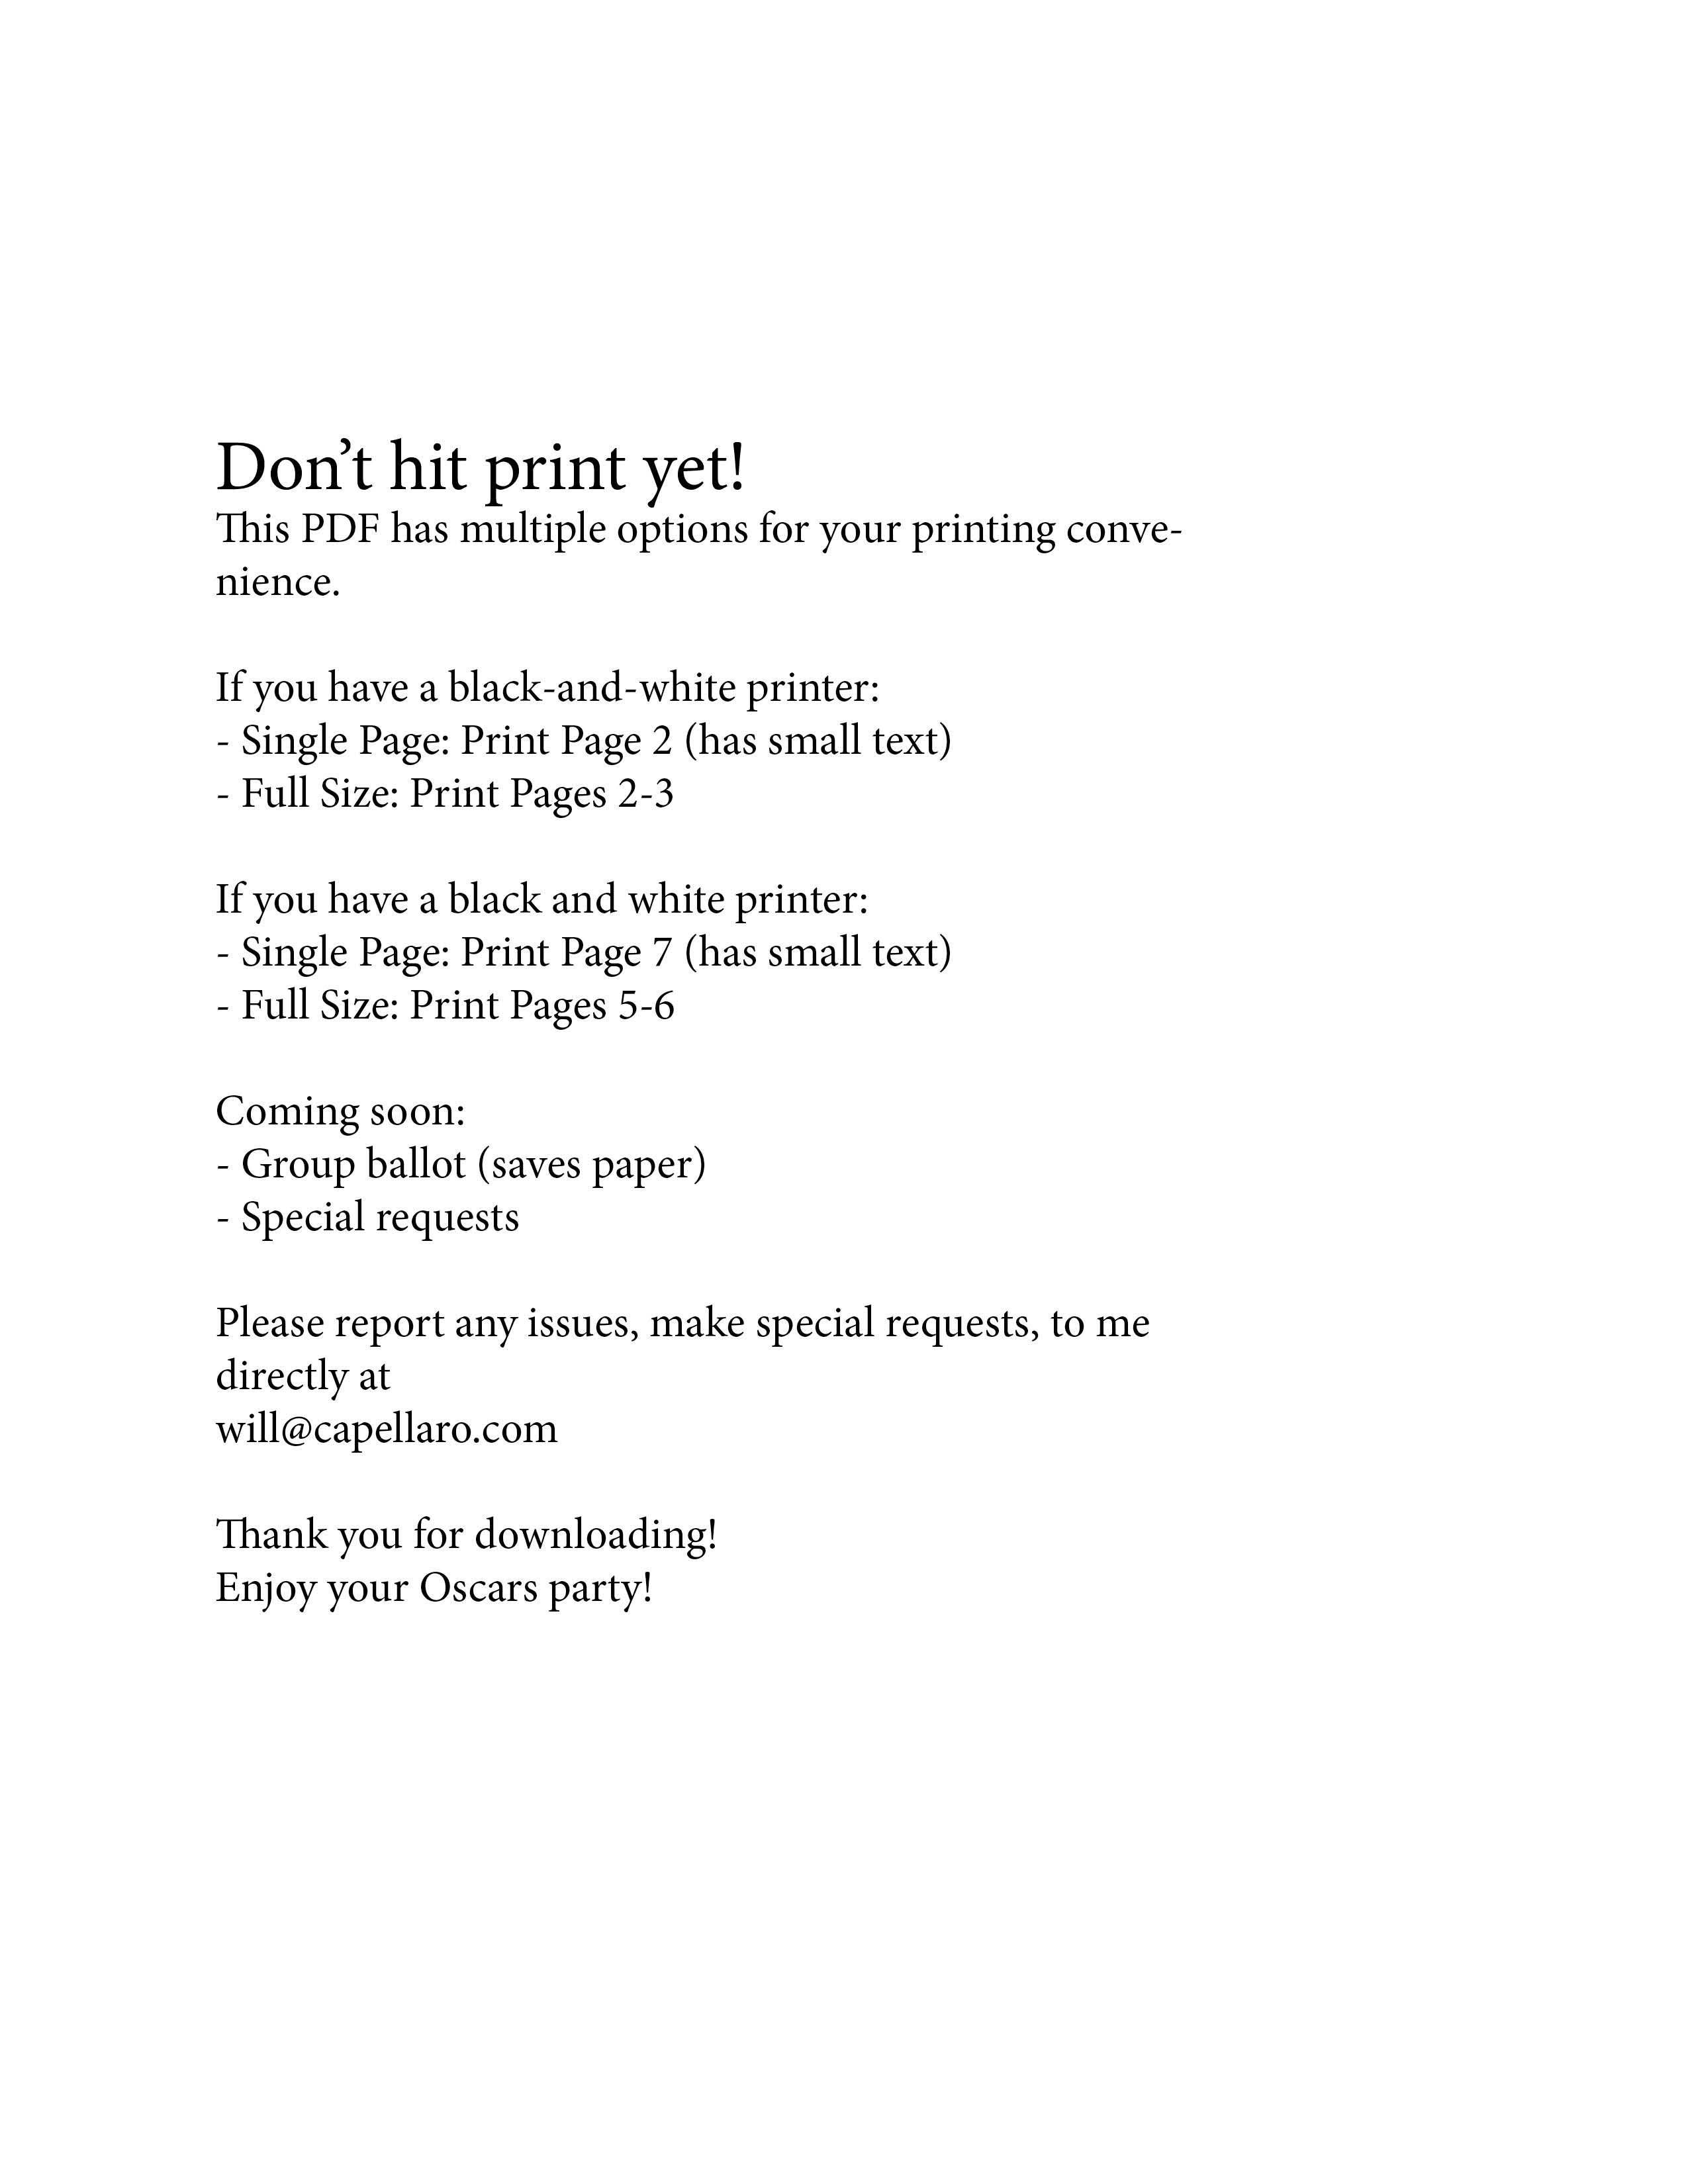 Don’t hit print yet!
This PDF has multiple options for your printing conve-
nience.
If you have a black-and-white printer:
- Single Page: Print Page 2 (has small text)
- Full Size: Print Pages 2-3
If you have a black and white printer:
- Single Page: Print Page 7 (has small text)
- Full Size: Print Pages 5-6
Coming soon:
- Group ballot (saves paper)
- Special requests
Please report any issues, make special requests, to me
directly at
will@capellaro.com
Thank you for downloading!
Enjoy your Oscars party!